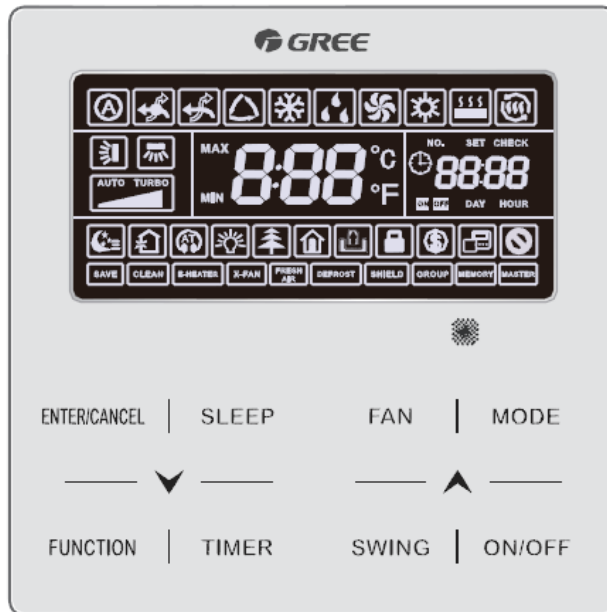 GREE
A
NO. SET CHECK
MAX 8:88 °C 88:88
AUTO TURBO
MIN °F ON OFF DAY HOUR
SAVE CLEAN E-HEATER X-FAN FRESH AIR DEFROST SHIELD GROUP MEMORY MASTER
ENTER/CANCEL SLEEP FAN MODE
FUNCTION TIMER SWING ON/OFF